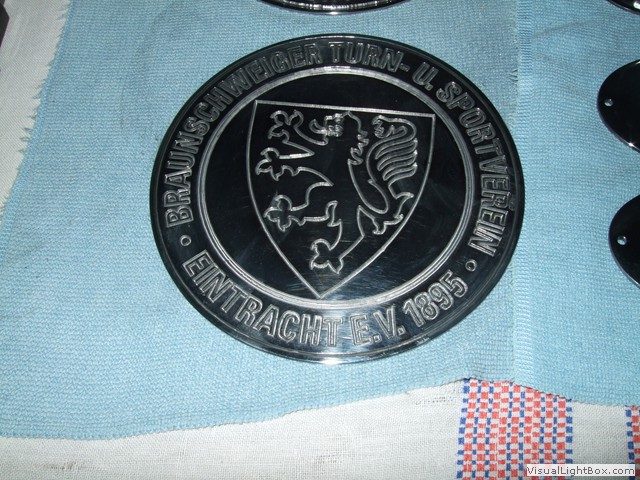 BRAUNSCHWEIGER TURN- U. SPORTVEREIN
EINTRACHT E.V. 1895
VisualLightBox.com